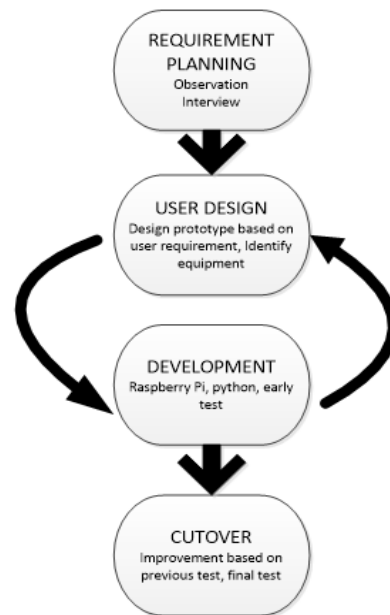 REQUIREMENT
PLANNING
Observation
Interview
USER DESIGN
Design prototype based on
user requirement, Identify
equipment
DEVELOPMENT
Raspberry Pi, python, early
test
CUTOVER
Improvement based on
previous test, final test